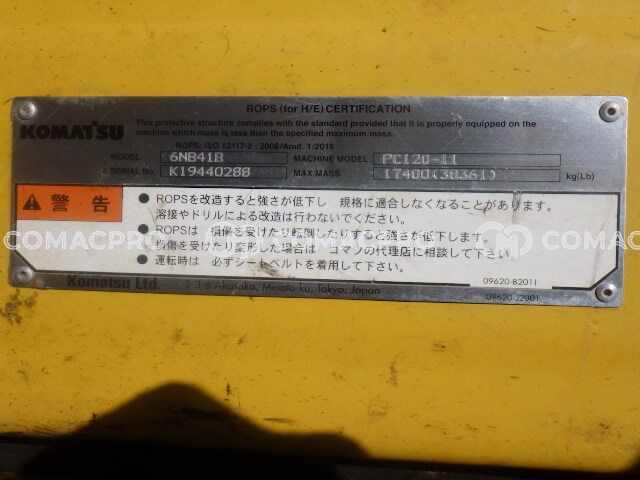 ROPS (for H/E) CERTIFICATION
KOMATSU
This protective structure complies with the standard provided that it is properly equipped on the
machine which mass is less than the specified maximum mass.
ROPS: ISO 12117-2 : 2008/Amd. 1:2016
MODEL 6NB41B MACHINE MODEL PC120-11
SERIAL No. K19440288 MAX.MASS 17400(38361) kg(Lb)
警告
● ROPSを改造すると強さが低下し 規格に適合しなくなることがあります。
溶接やドリルによる改造は行わないでください。
● ROPSは 損傷を受けたり転倒したりすると強さが低下します。
損傷を受けたり変形した場合は コマツの代理店に相談して下さい。
● 運転時は 必ずシートベルトを着用して下さい。
09620-B2011
Komatsu Ltd. 2-3-6 Akasaka, Minato-ku, Tokyo, Japan
09620-J2001
COMACPRO
COMACPRO